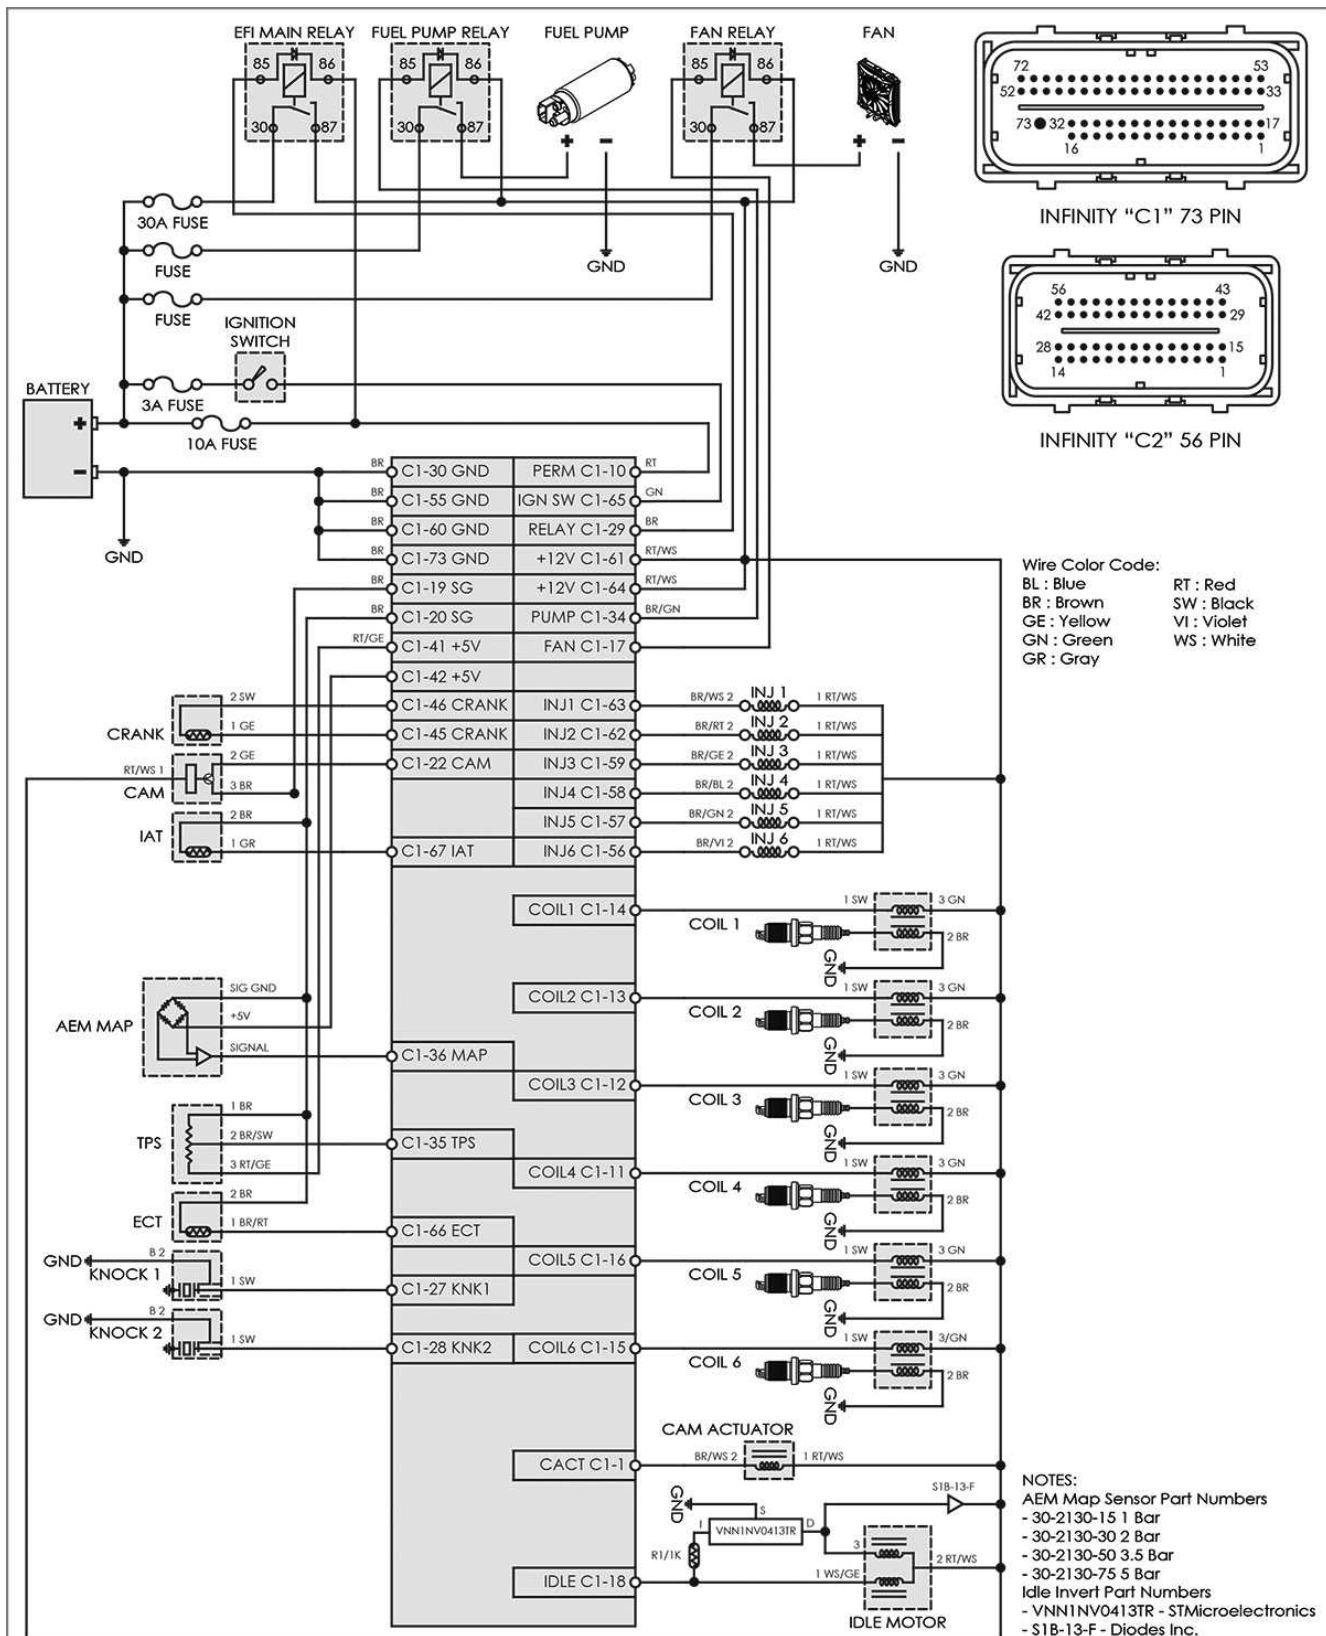 EFI MAIN RELAY
FUEL PUMP RELAY
FUEL PUMP
FAN RELAY
FAN
85 86
30 87
85 86
30 87
85 86
30 87
+ −
+ −
72 53
52 33
73 32 17
16 1
INFINITY “C1” 73 PIN
56 43
42 29
28 15
14 1
INFINITY “C2” 56 PIN
30A FUSE
FUSE
FUSE
GND
GND
IGNITION
SWITCH
3A FUSE
10A FUSE
BATTERY
+
−
GND
BR C1-30 GND
BR C1-55 GND
BR C1-60 GND
BR C1-73 GND
BR C1-19 SG
BR C1-20 SG
RT/GE C1-41 +5V
C1-42 +5V
C1-46 CRANK
C1-45 CRANK
C1-22 CAM
C1-67 IAT
C1-36 MAP
C1-35 TPS
C1-66 ECT
C1-27 KNK1
C1-28 KNK2
PERM C1-10 RT
IGN SW C1-65 GN
RELAY C1-29 BR
+12V C1-61 RT/WS
+12V C1-64 RT/WS
PUMP C1-34 BR/GN
FAN C1-17
INJ1 C1-63
INJ2 C1-62
INJ3 C1-59
INJ4 C1-58
INJ5 C1-57
INJ6 C1-56
COIL1 C1-14
COIL2 C1-13
COIL3 C1-12
COIL4 C1-11
COIL5 C1-16
COIL6 C1-15
CACT C1-1
IDLE C1-18
CRANK
2 SW
1 GE
CAM
RT/WS 1
2 GE
3 BR
IAT
2 BR
1 GR
AEM MAP
SIG GND
+5V
SIGNAL
TPS
1 BR
2 BR/SW
3 RT/GE
ECT
2 BR
1 BR/RT
GND
B 2
KNOCK 1
1 SW
GND
B 2
KNOCK 2
1 SW
BR/WS 2 INJ 1 1 RT/WS
BR/RT 2 INJ 2 1 RT/WS
BR/GE 2 INJ 3 1 RT/WS
BR/BL 2 INJ 4 1 RT/WS
BR/GN 2 INJ 5 1 RT/WS
BR/VI 2 INJ 6 1 RT/WS
1 SW 3 GN
COIL 1
2 BR
GND
1 SW 3 GN
COIL 2
2 BR
GND
1 SW 3 GN
COIL 3
2 BR
GND
1 SW 3 GN
COIL 4
2 BR
GND
1 SW 3 GN
COIL 5
2 BR
GND
1 SW 3/GN
COIL 6
2 BR
GND
CAM ACTUATOR
BR/WS 2 1 RT/WS
GND
S
I VNN1NV0413TR D
S1B-13-F
R1/1K
3
2 RT/WS
1 WS/GE
IDLE MOTOR
Wire Color Code:
BL : Blue
BR : Brown
GE : Yellow
GN : Green
GR : Gray
RT : Red
SW : Black
VI : Violet
WS : White
NOTES:
AEM Map Sensor Part Numbers
- 30-2130-15 1 Bar
- 30-2130-30 2 Bar
- 30-2130-50 3.5 Bar
- 30-2130-75 5 Bar
Idle Invert Part Numbers
- VNN1NV0413TR - STMicroelectronics
- S1B-13-F - Diodes Inc.